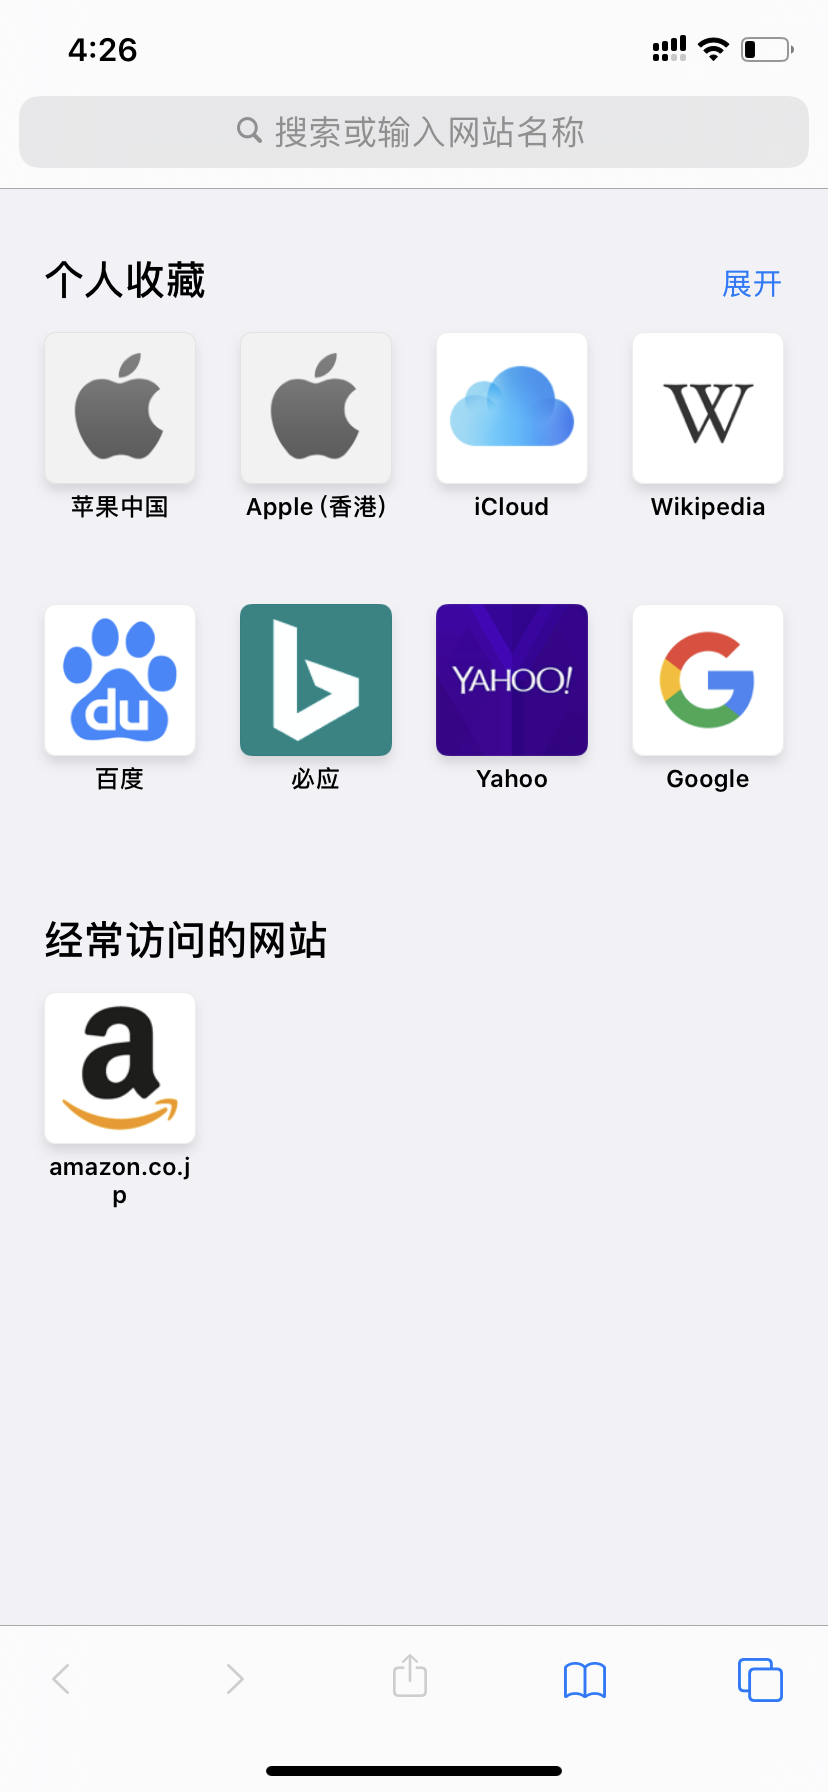 4:26
搜索或输入网站名称
个人收藏
展开
苹果中国
Apple (香港)
iCloud
W
Wikipedia
du
YAHOO!
G
百度
必应
Yahoo
Google
经常访问的网站
a
amazon.co.j
p